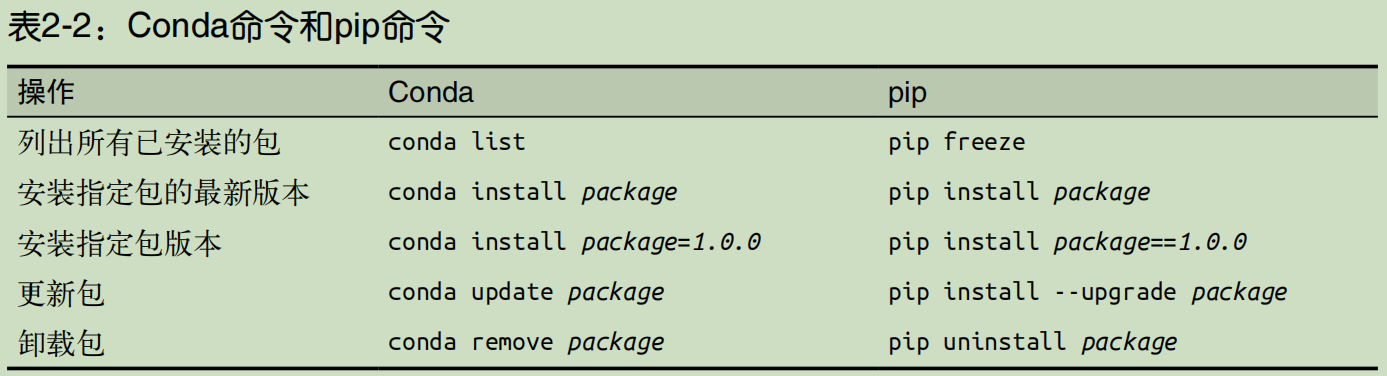 表2-2：Conda命令和pip命令
操作 Conda pip
列出所有已安装的包 conda list pip freeze
安装指定包的最新版本 conda install package pip install package
安装指定包版本 conda install package=1.0.0 pip install package==1.0.0
更新包 conda update package pip install --upgrade package
卸载包 conda remove package pip uninstall package